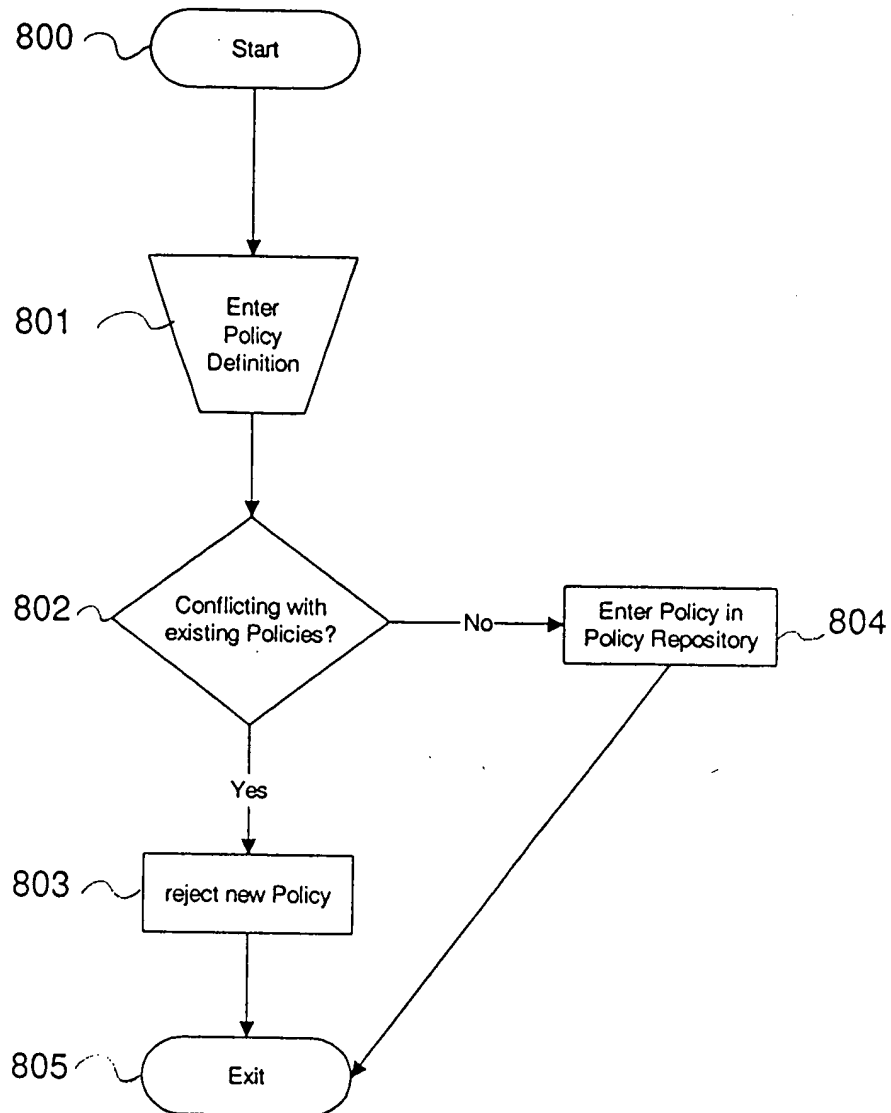 800
Start
801
Enter
Policy
Definition
802
Conflicting with
existing Policies?
No
Enter Policy in
Policy Repository
804
Yes
803
reject new Policy
805
Exit